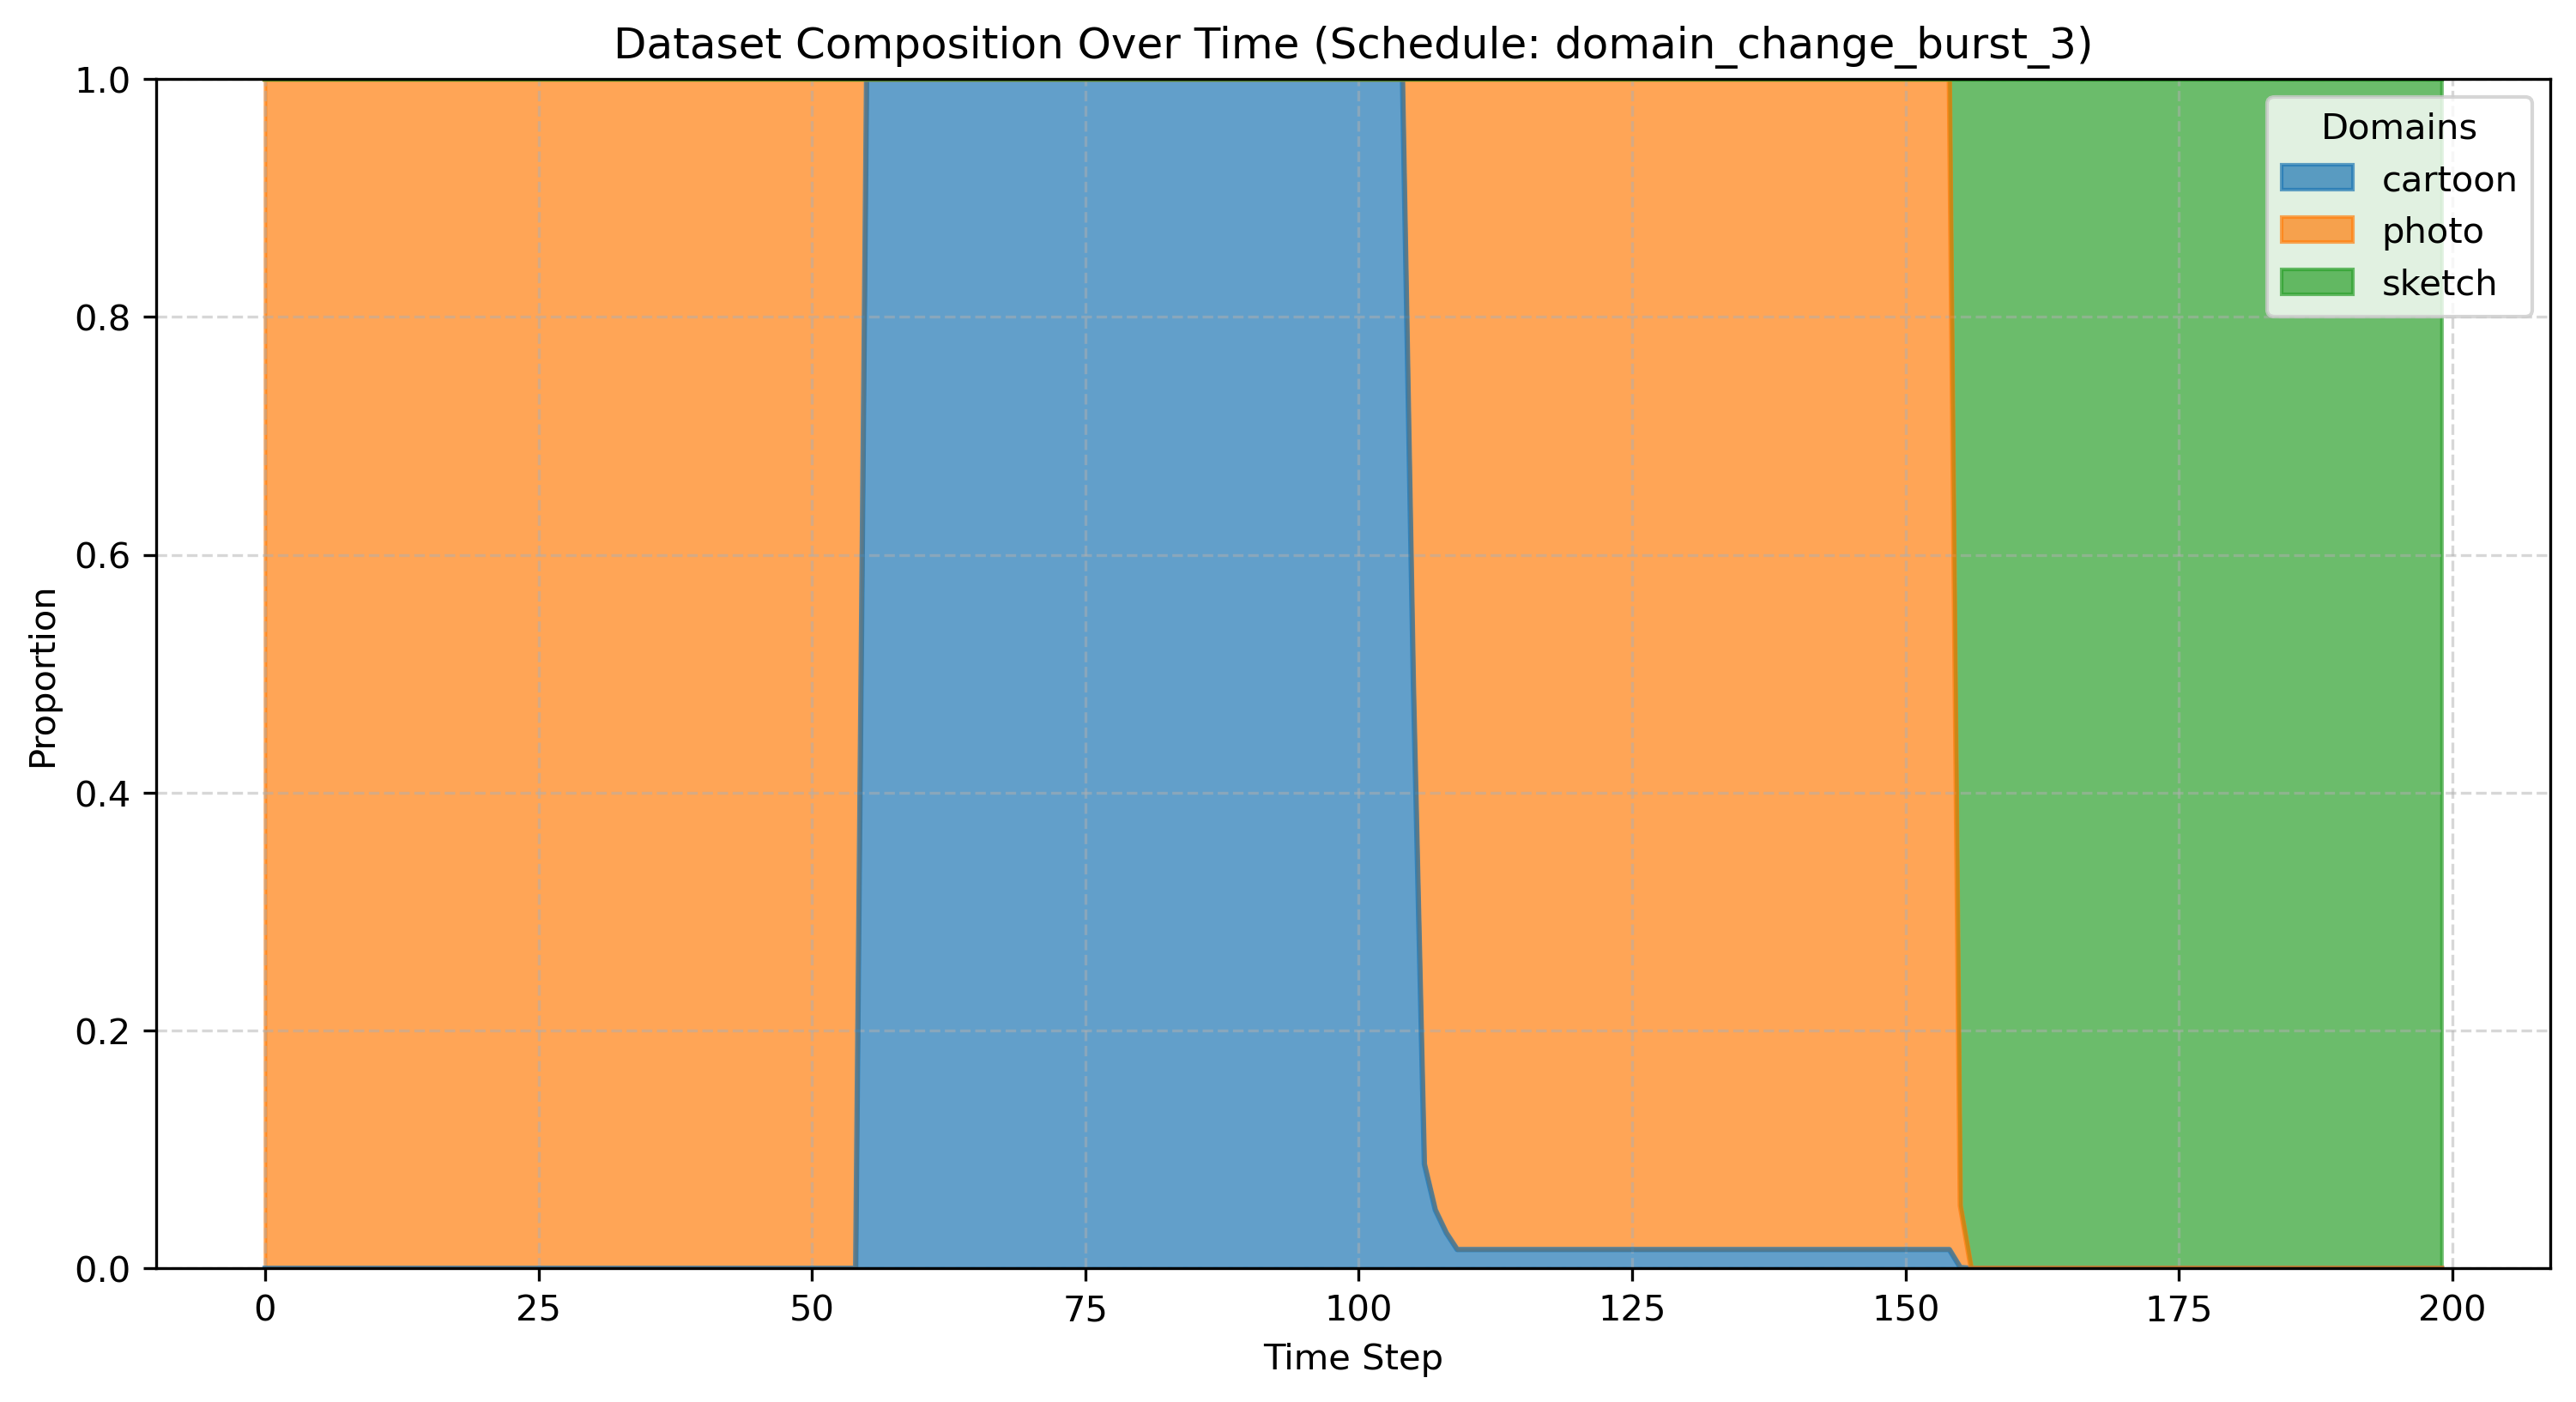 Dataset Composition Over Time (Schedule: domain_change_burst_3)
Domains
cartoon
photo
sketch
Proportion
1.0
0.8
0.6
0.4
0.2
0.0
0 25 50 75 100 125 150 175 200
Time Step